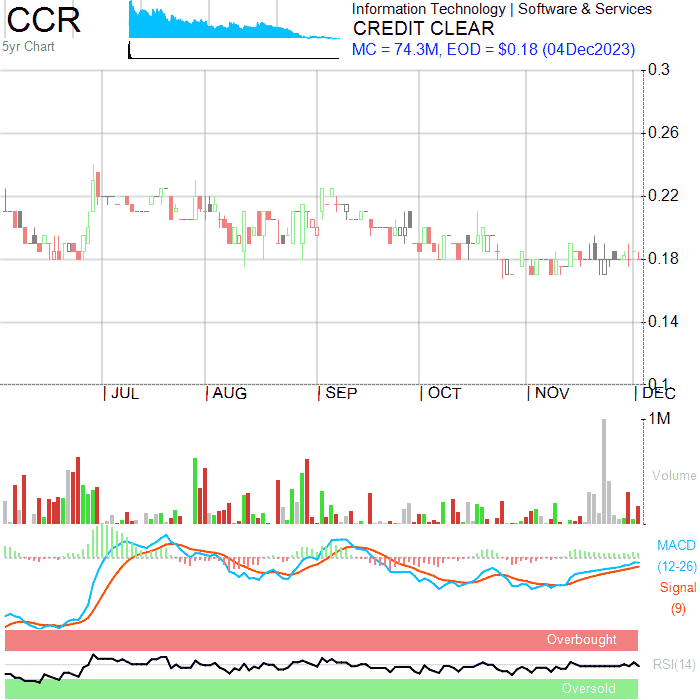 CCR
5yr Chart
Information Technology | Software & Services
CREDIT CLEAR
MC = 74.3M, EOD = $0.18 (04Dec2023)
0.3
0.26
0.22
0.18
0.14
0.1
| JUL | AUG | SEP | OCT | NOV | DEC
1M
Volume
MACD
(12-26)
Signal
(9)
Overbought
RSI(14)
Oversold